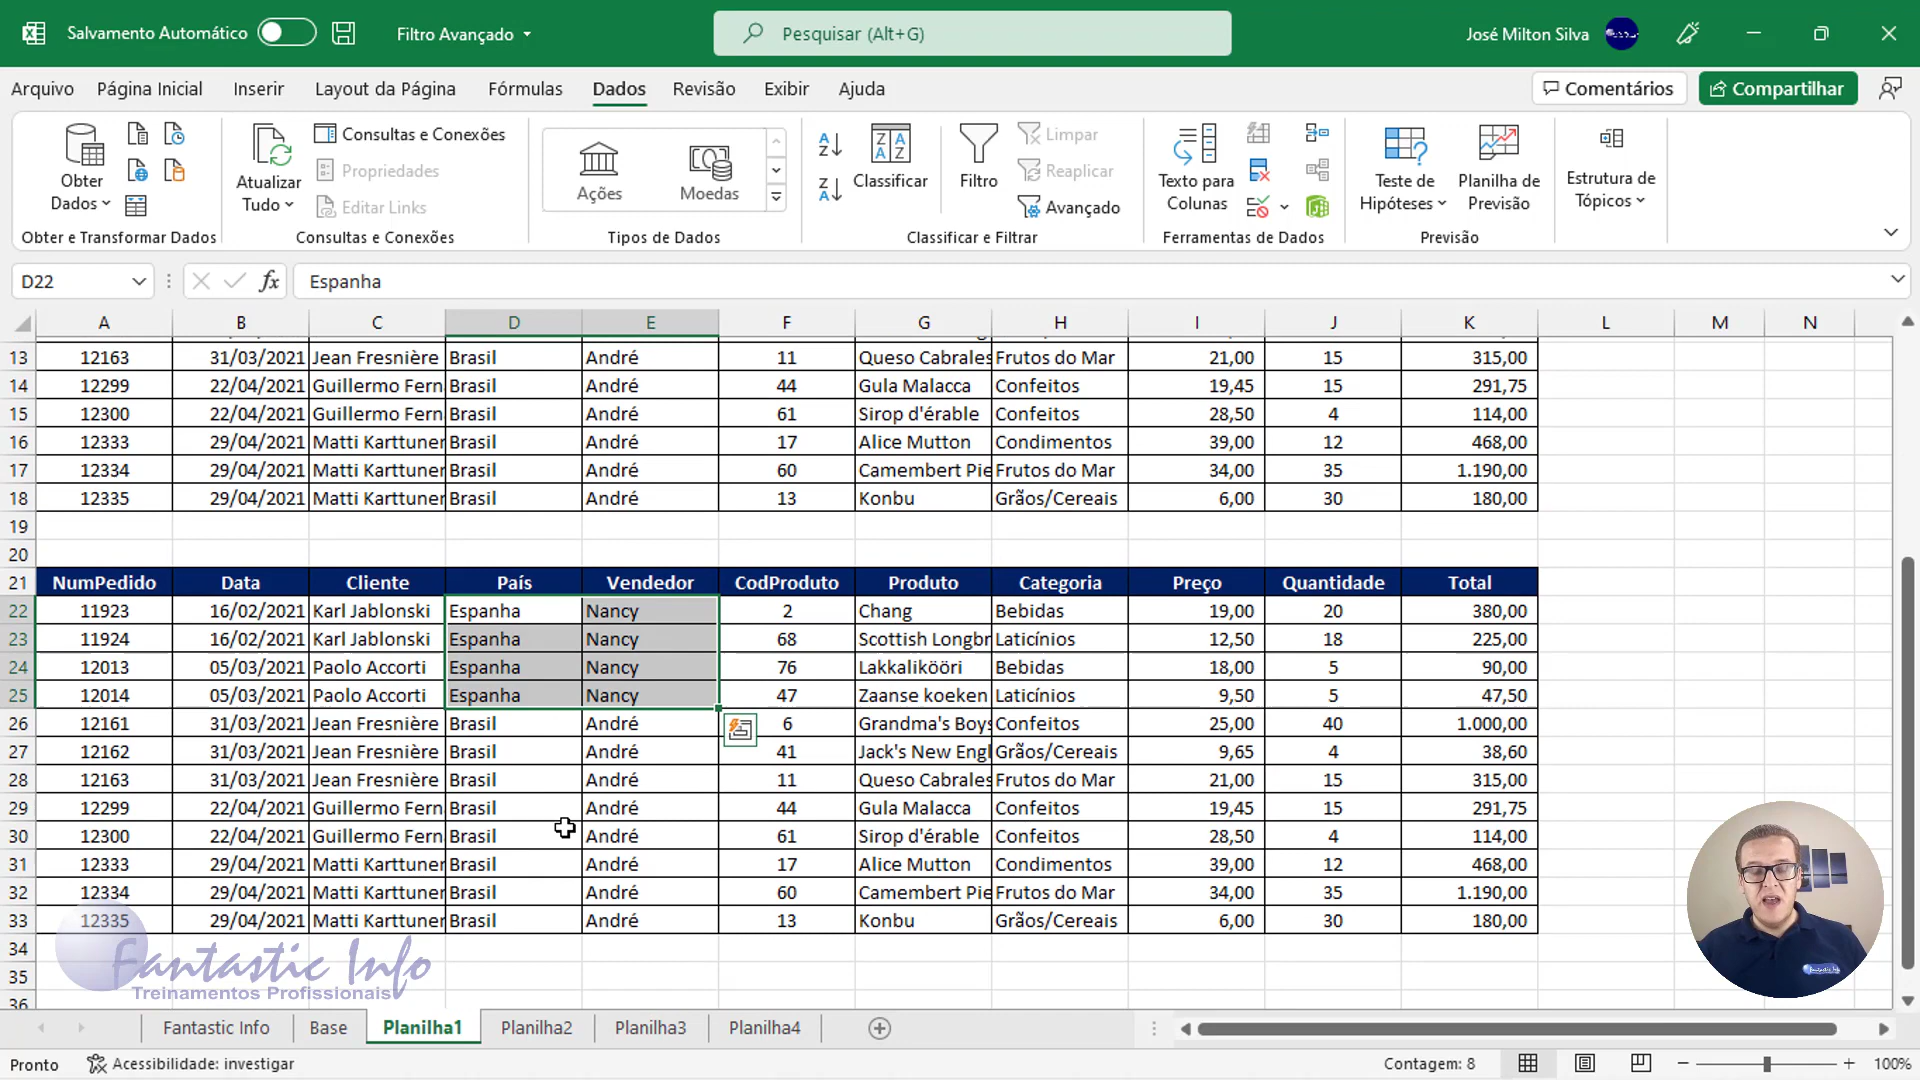 Salvamento Automático
Filtro Avançado
Pesquisar (Alt+G)
José Milton Silva
Arquivo Página Inicial Inserir Layout da Página Fórmulas Dados Revisão Exibir Ajuda Comentários Compartilhar
Obter Dados
Atualizar Tudo
Consultas e Conexões
Propriedades
Editar Links
Ações
Moedas
Classificar
Filtro
Limpar
Reaplicar
Avançado
Texto para Colunas
Teste de Hipóteses
Planilha de Previsão
Estrutura de Tópicos
Obter e Transformar Dados Consultas e Conexões Tipos de Dados Classificar e Filtrar Ferramentas de Dados Previsão
D22 fx Espanha
A B C D E F G H I J K L M N
13 12163 31/03/2021 Jean Fresnière Brasil André 11 Queso Cabrales Frutos do Mar 21,00 15 315,00
14 12299 22/04/2021 Guillermo Fern Brasil André 44 Gula Malacca Confeitos 19,45 15 291,75
15 12300 22/04/2021 Guillermo Fern Brasil André 61 Sirop d'érable Confeitos 28,50 4 114,00
16 12333 29/04/2021 Matti Karttuner Brasil André 17 Alice Mutton Condimentos 39,00 12 468,00
17 12334 29/04/2021 Matti Karttuner Brasil André 60 Camembert Pie Frutos do Mar 34,00 35 1.190,00
18 12335 29/04/2021 Matti Karttuner Brasil André 13 Konbu Grãos/Cereais 6,00 30 180,00
19
20
21 NumPedido Data Cliente País Vendedor CodProduto Produto Categoria Preço Quantidade Total
22 11923 16/02/2021 Karl Jablonski Espanha Nancy 2 Chang Bebidas 19,00 20 380,00
23 11924 16/02/2021 Karl Jablonski Espanha Nancy 68 Scottish Longbr Laticínios 12,50 18 225,00
24 12013 05/03/2021 Paolo Accorti Espanha Nancy 76 Lakkalikööri Bebidas 18,00 5 90,00
25 12014 05/03/2021 Paolo Accorti Espanha Nancy 47 Zaanse koeken Laticínios 9,50 5 47,50
26 12161 31/03/2021 Jean Fresnière Brasil André 6 Grandma's Boys Confeitos 25,00 40 1.000,00
27 12162 31/03/2021 Jean Fresnière Brasil André 41 Jack's New Engl Grãos/Cereais 9,65 4 38,60
28 12163 31/03/2021 Jean Fresnière Brasil André 11 Queso Cabrales Frutos do Mar 21,00 15 315,00
29 12299 22/04/2021 Guillermo Fern Brasil André 44 Gula Malacca Confeitos 19,45 15 291,75
30 12300 22/04/2021 Guillermo Fern Brasil André 61 Sirop d'érable Confeitos 28,50 4 114,00
31 12333 29/04/2021 Matti Karttuner Brasil André 17 Alice Mutton Condimentos 39,00 12 468,00
32 12334 29/04/2021 Matti Karttuner Brasil André 60 Camembert Pie Frutos do Mar 34,00 35 1.190,00
33 12335 29/04/2021 Matti Karttuner Brasil André 13 Konbu Grãos/Cereais 6,00 30 180,00
34
35
36
Fantastic Info
Treinamentos Profissionais
Fantastic Info Base Planilha1 Planilha2 Planilha3 Planilha4
Pronto Acessibilidade: investigar Contagem: 8 100%